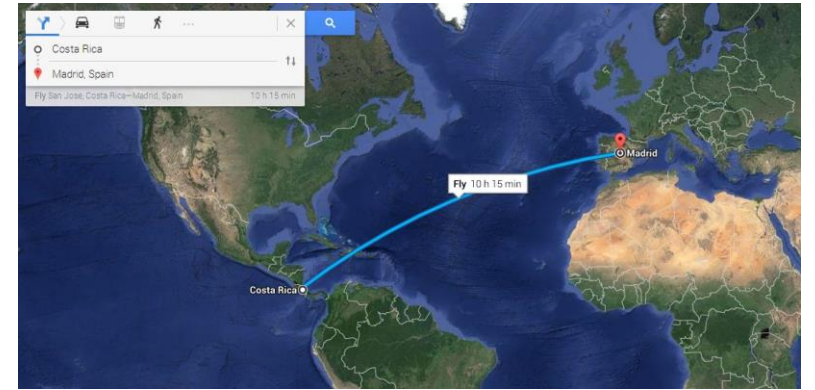 Costa Rica
Madrid, Spain
Fly San Jose, Costa Rica—Madrid, Spain 10 h 15 min
Madrid
Fly 10 h 15 min
Costa Rica